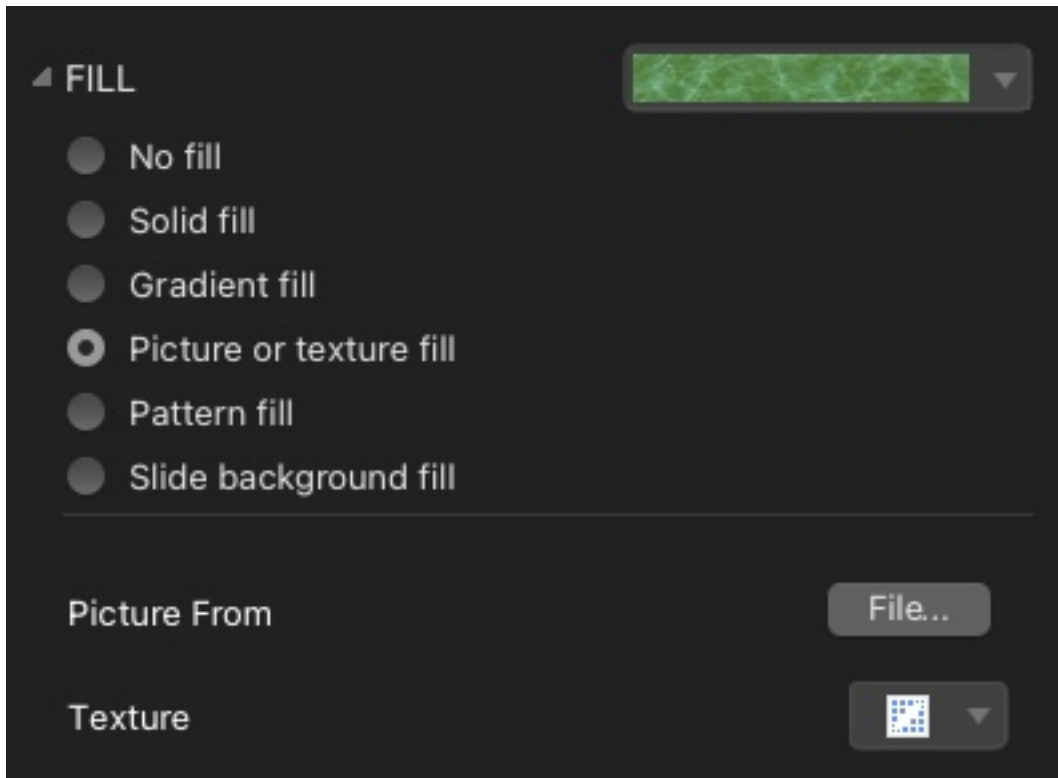 FILL
No fill
Solid fill
Gradient fill
Picture or texture fill
Pattern fill
Slide background fill
Picture From
File...
Texture